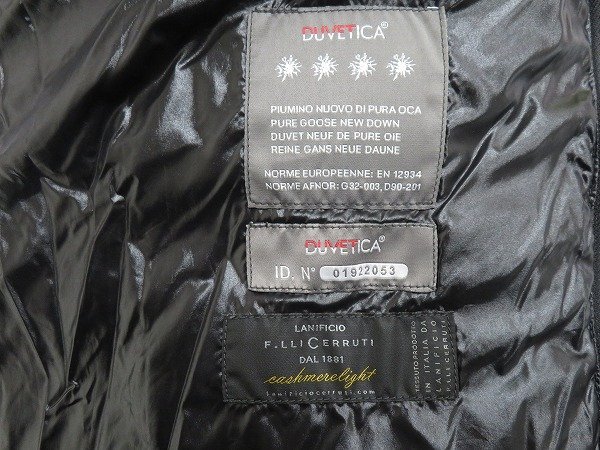 DUVETICA®
PIUMINO NUOVO DI PURA OCA
PURE GOOSE NEW DOWN
DUVET NEUF DE PURE OIE
REINE GANS NEUE DAUNE
NORME EUROPEENNE: EN 12934
NORME AFNOR: G32-003, D90-201
DUVETICA®
ID. N° 01922053
LANIFICIO
F.LLI CERRUTI
DAL 1881
cashmerelight
lanificiocerruti.com
TESSUTO PRODOTTO
IN ITALIA DA
LANIFICIO
F.LLI CERRUTI